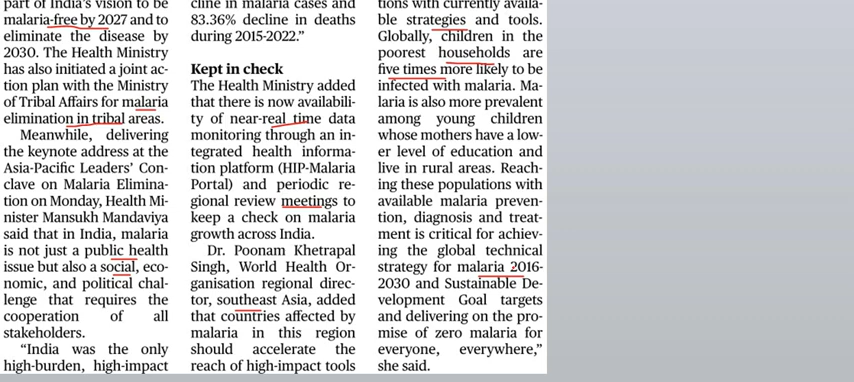 part of India's vision to be
malaria-free by 2027 and to
eliminate the disease by
2030. The Health Ministry
has also initiated a joint ac-
tion plan with the Ministry
of Tribal Affairs for malaria
elimination in tribal areas.
Meanwhile, delivering
the keynote address at the
Asia-Pacific Leaders' Con-
clave on Malaria Elimina-
tion on Monday, Health Mi-
nister Mansukh Mandaviya
said that in India, malaria
is not just a public health
issue but also a social, eco-
nomic, and political chal-
lenge that requires the
cooperation of all
stakeholders.
"India was the only
high-burden, high-impact
cline in malaria cases and
83.36% decline in deaths
during 2015-2022."
Kept in check
The Health Ministry added
that there is now availabili-
ty of near-real time data
monitoring through an in-
tegrated health informa-
tion platform (HIP-Malaria
Portal) and periodic re-
gional review meetings to
keep a check on malaria
growth across India.
Dr. Poonam Khetrapal
Singh, World Health Or-
ganisation regional direc-
tor, southeast Asia, added
that countries affected by
malaria in this region
should accelerate the
reach of high-impact tools
tions with currently availa-
ble strategies and tools.
Globally, children in the
poorest households are
five times more likely to be
infected with malaria. Ma-
laria is also more prevalent
among young children
whose mothers have a low-
er level of education and
live in rural areas. Reach-
ing these populations with
available malaria preven-
tion, diagnosis and treat-
ment is critical for achiev-
ing the global technical
strategy for malaria 2016-
2030 and Sustainable De-
velopment Goal targets
and delivering on the pro-
mise of zero malaria for
everyone, everywhere,"
she said.